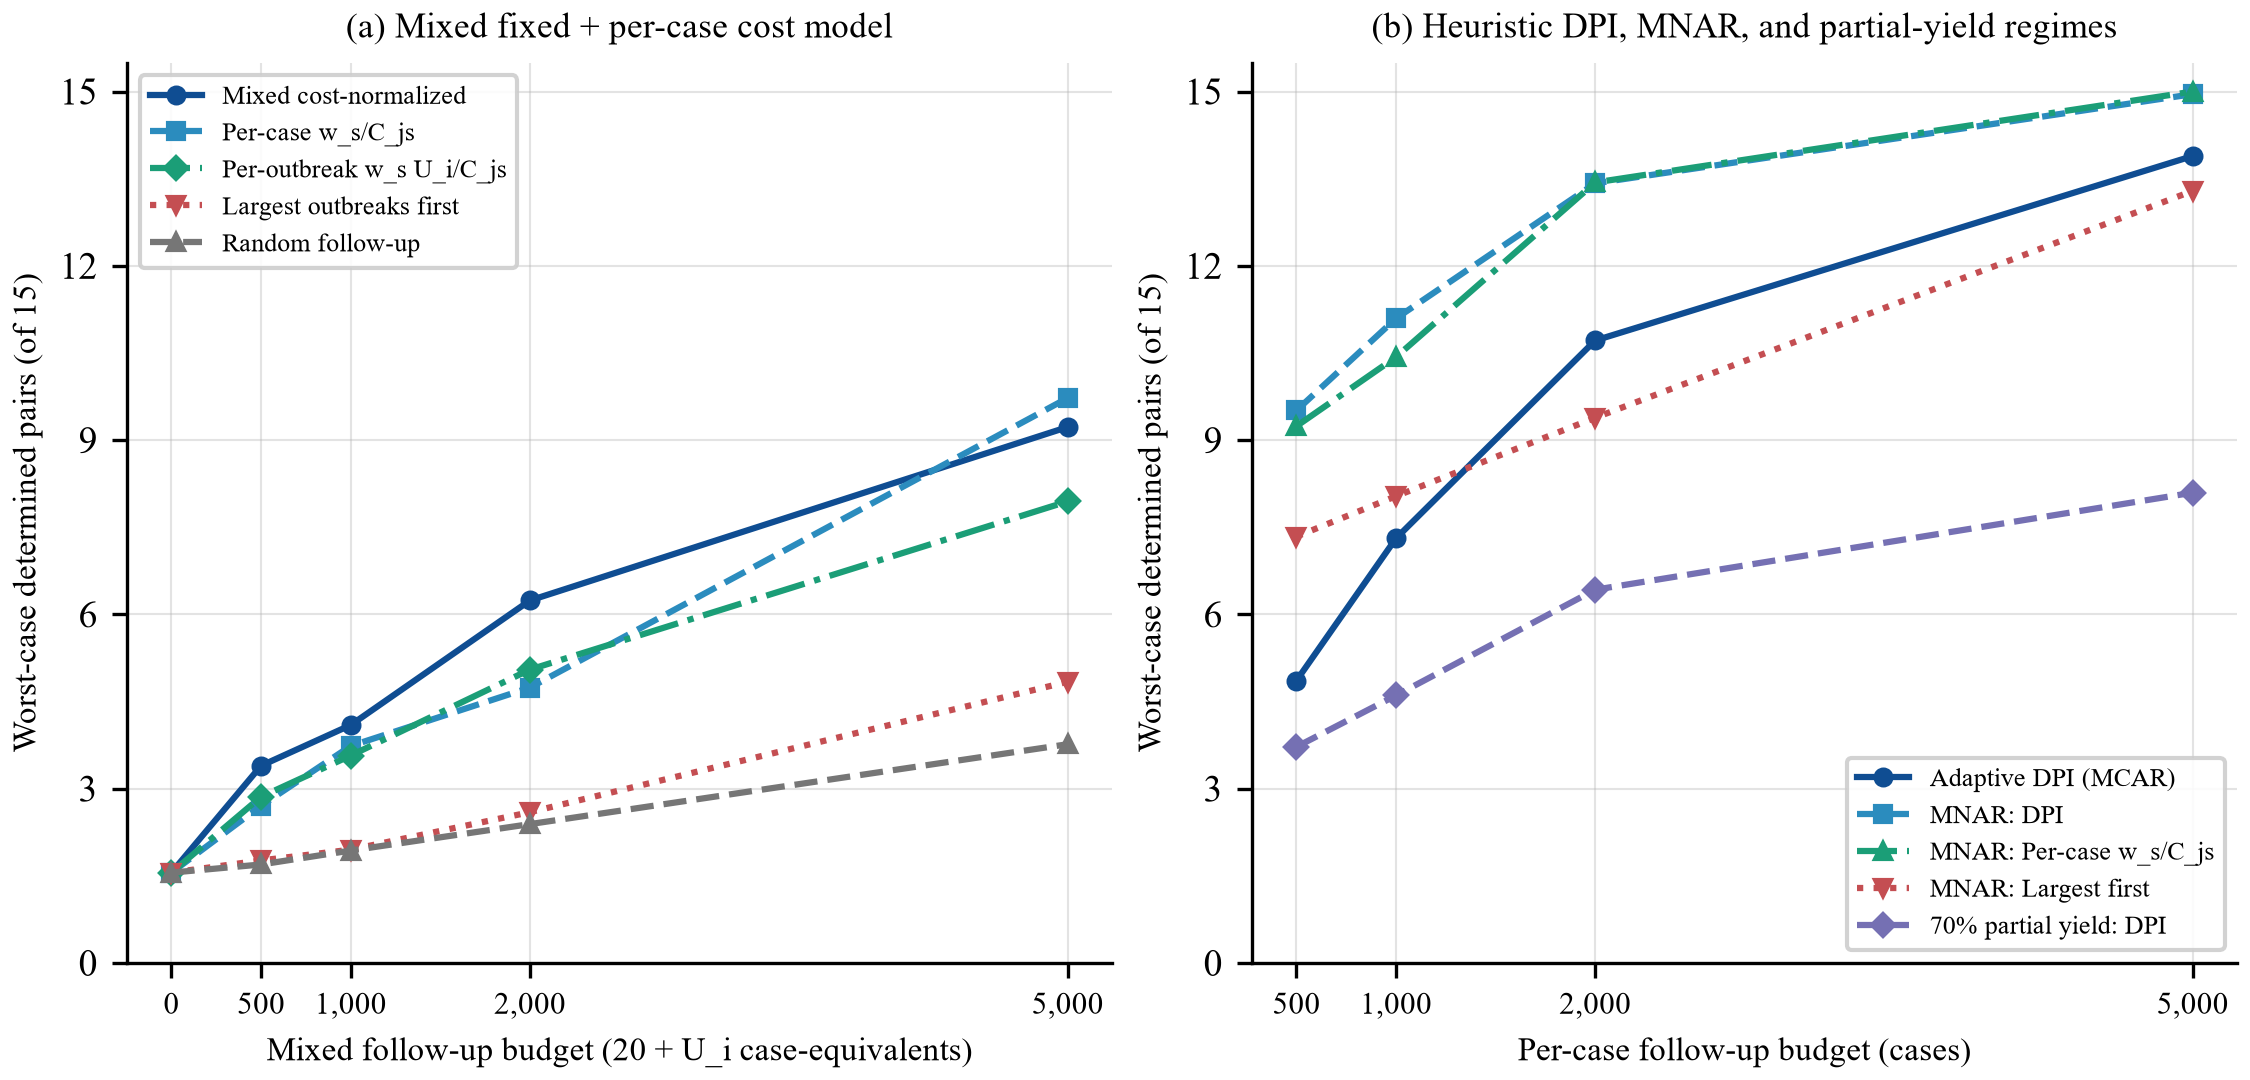 (a) Mixed fixed + per-case cost model
Worst-case determined pairs (of 15)
15
12
9
6
3
0
Mixed cost-normalized
Per-case w_s/C_js
Per-outbreak w_s U_i/C_js
Largest outbreaks first
Random follow-up
0 500 1,000 2,000 5,000
Mixed follow-up budget (20 + U_i case-equivalents)
(b) Heuristic DPI, MNAR, and partial-yield regimes
Worst-case determined pairs (of 15)
15
12
9
6
3
0
Adaptive DPI (MCAR)
MNAR: DPI
MNAR: Per-case w_s/C_js
MNAR: Largest first
70% partial yield: DPI
500 1,000 2,000 5,000
Per-case follow-up budget (cases)